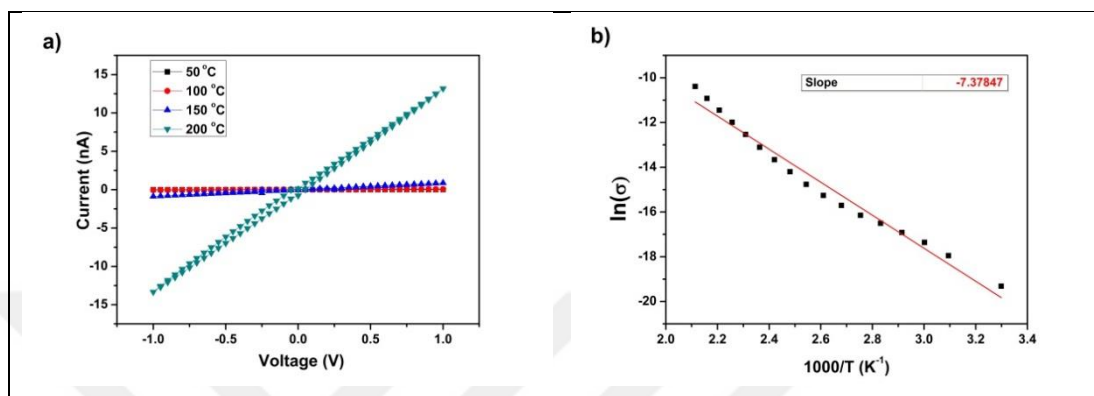 a)
50 °C
100 °C
150 °C
200 °C
Current (nA)
15
10
5
0
-5
-10
-15
-1.0
-0.5
0.0
0.5
1.0
Voltage (V)
b)
Slope -7.37847
ln(σ)
-10
-12
-14
-16
-18
-20
2.0
2.2
2.4
2.6
2.8
3.0
3.2
3.4
1000/T (K⁻¹)